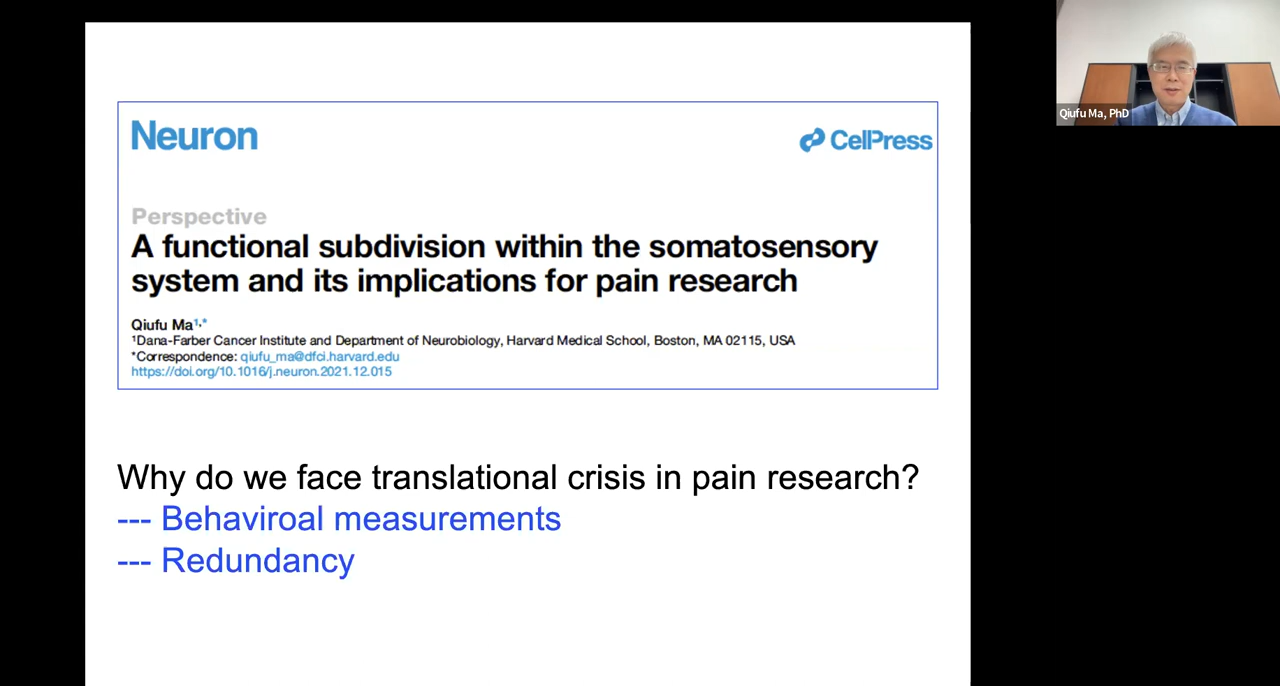 Neuron
CellPress
Perspective
A functional subdivision within the somatosensory
system and its implications for pain research
Qiufu Ma1,*
1Dana-Farber Cancer Institute and Department of Neurobiology, Harvard Medical School, Boston, MA 02115, USA
*Correspondence: qiufu_ma@dfci.harvard.edu
https://doi.org/10.1016/j.neuron.2021.12.015
Why do we face translational crisis in pain research?
--- Behaviroal measurements
--- Redundancy
Qiufu Ma, PhD